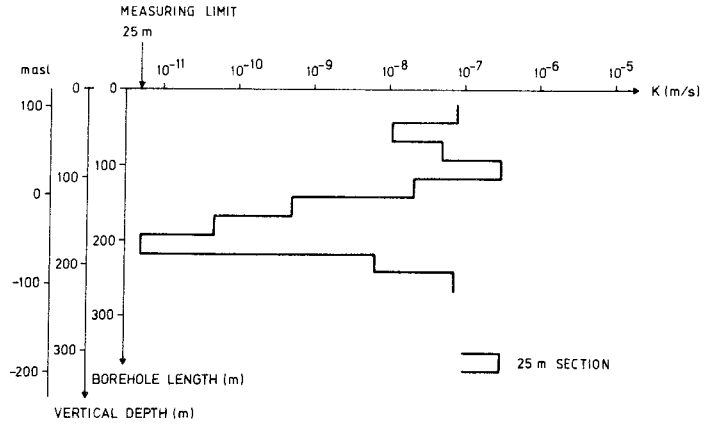 MEASURING LIMIT
25 m
masl
10⁻¹¹ 10⁻¹⁰ 10⁻⁹ 10⁻⁸ 10⁻⁷ 10⁻⁶ 10⁻⁵
K (m/s)
100
0
-100
-200
0
100
200
300
0
100
200
300
25 m SECTION
BOREHOLE LENGTH (m)
VERTICAL DEPTH (m)